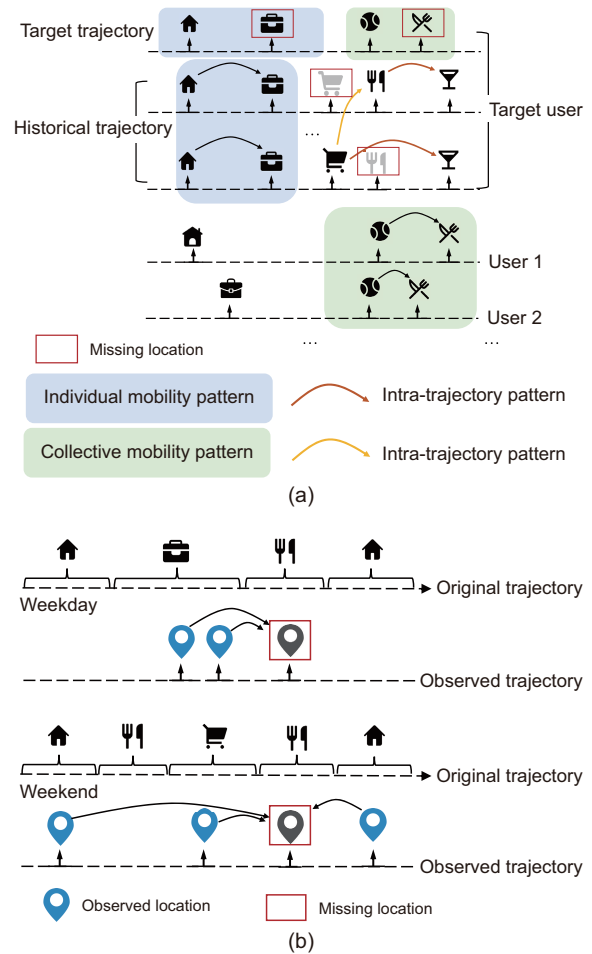 Target trajectory
Historical trajectory
...
Target user
User 1
User 2
... ...
Missing location
Individual mobility pattern
Intra-trajectory pattern
Collective mobility pattern
Intra-trajectory pattern
(a)
Original trajectory
Weekday
Observed trajectory
Original trajectory
Weekend
Observed trajectory
Observed location
Missing location
(b)